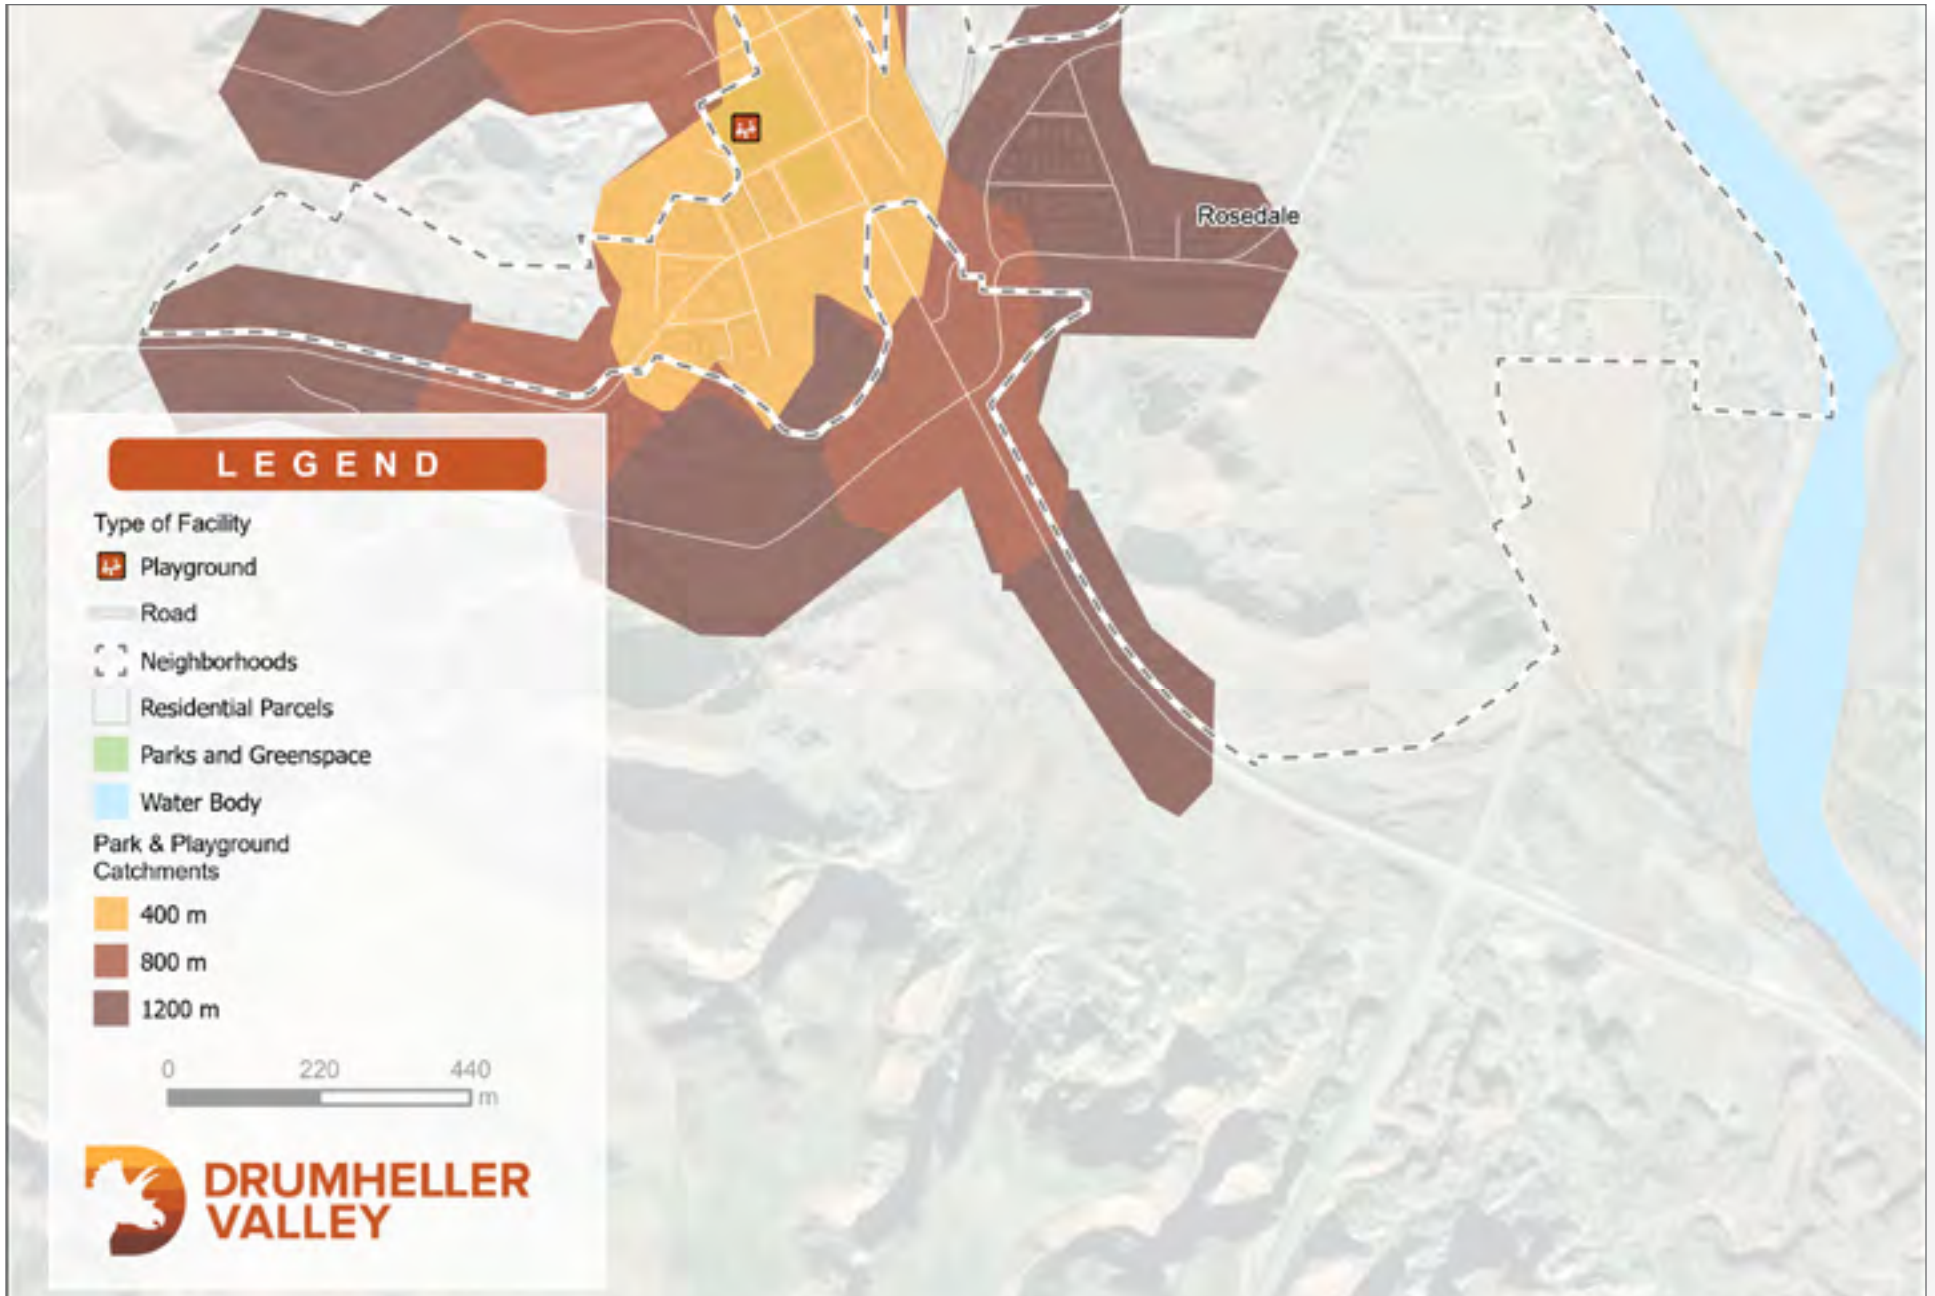 Rosedale
LEGEND
Type of Facility
Playground
Road
Neighborhoods
Residential Parcels
Parks and Greenspace
Water Body
Park & Playground
Catchments
400 m
800 m
1200 m
0 220 440
m
DRUMHELLER
VALLEY